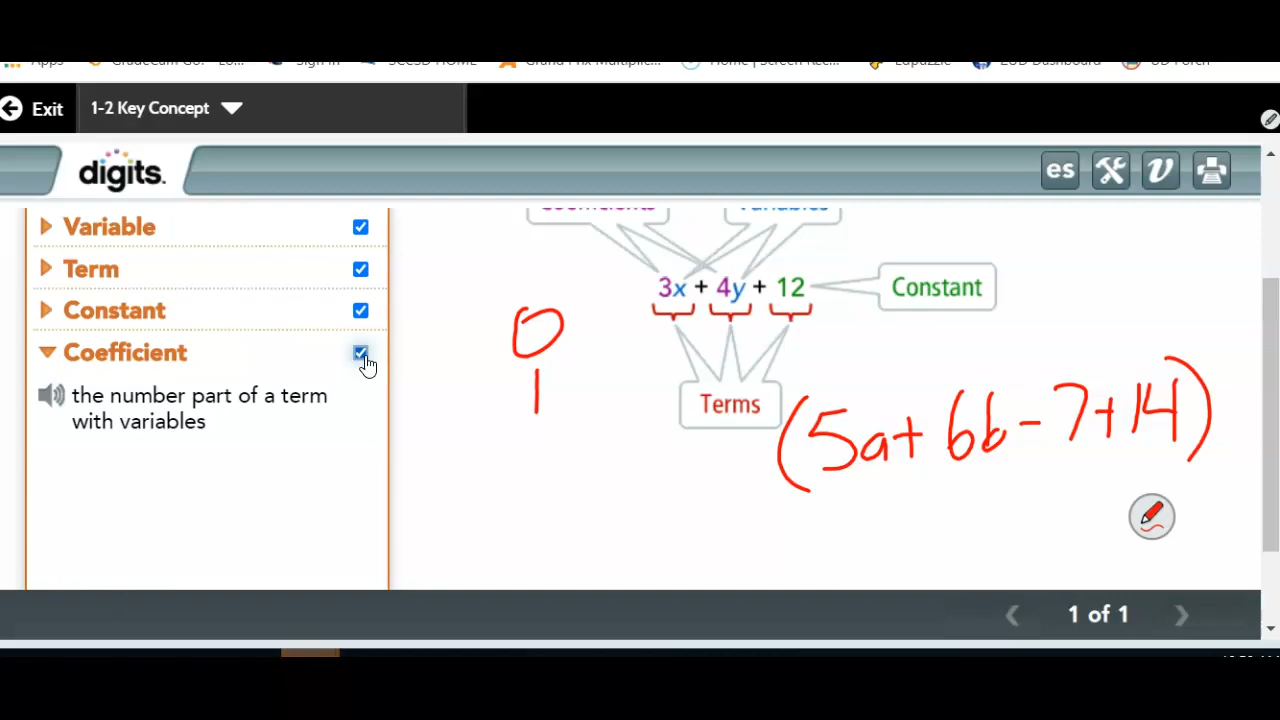 Exit
1-2 Key Concept
digits.
es
Variable
Term
Constant
Coefficient
the number part of a term
with variables
3x + 4y + 12
Constant
Terms
0
1
(5a + 6b - 7 + 14)
1 of 1